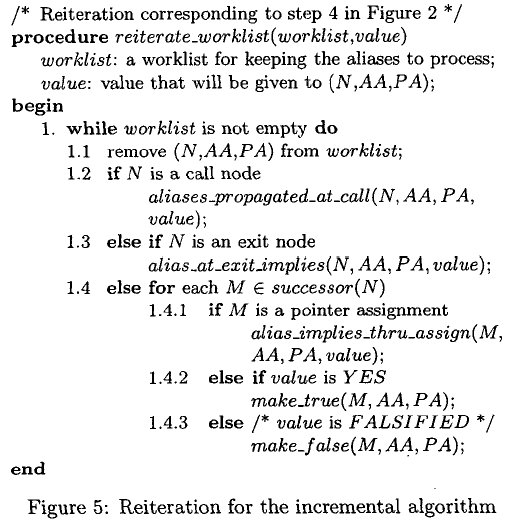 /* Reiteration corresponding to step 4 in Figure 2 */
procedure reiterate_worklist(worklist,value)
worklist: a worklist for keeping the aliases to process;
value: value that will be given to (N,AA,PA);
begin
1. while worklist is not empty do
1.1 remove (N,AA,PA) from worklist;
1.2 if N is a call node
aliases_propagated_at_call(N, AA, PA,
value);
1.3 else if N is an exit node
alias_at_exit_implies(N, AA, PA, value);
1.4 else for each M ∈ successor(N)
1.4.1 if M is a pointer assignment
alias_implies_thru_assign(M,
AA, PA, value);
1.4.2 else if value is YES
make_true(M, AA, PA);
1.4.3 else /* value is FALSIFIED */
make_false(M, AA, PA);
end
Figure 5: Reiteration for the incremental algorithm